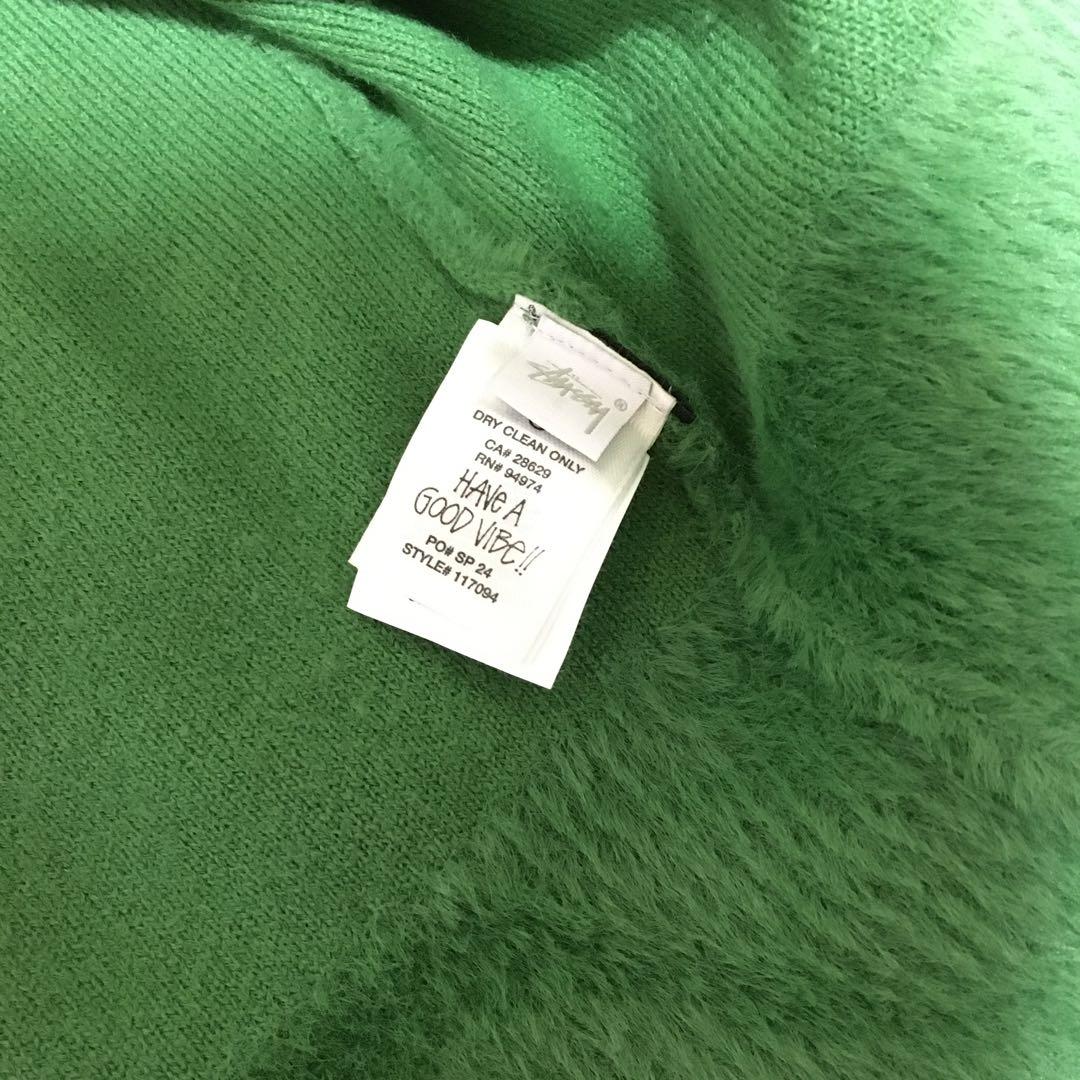 Stüssy ®
DRY CLEAN ONLY
CA# 28629
RN# 94974
HAVE A
GOOD VIBE!!
PO# SP 24
STYLE# 117094